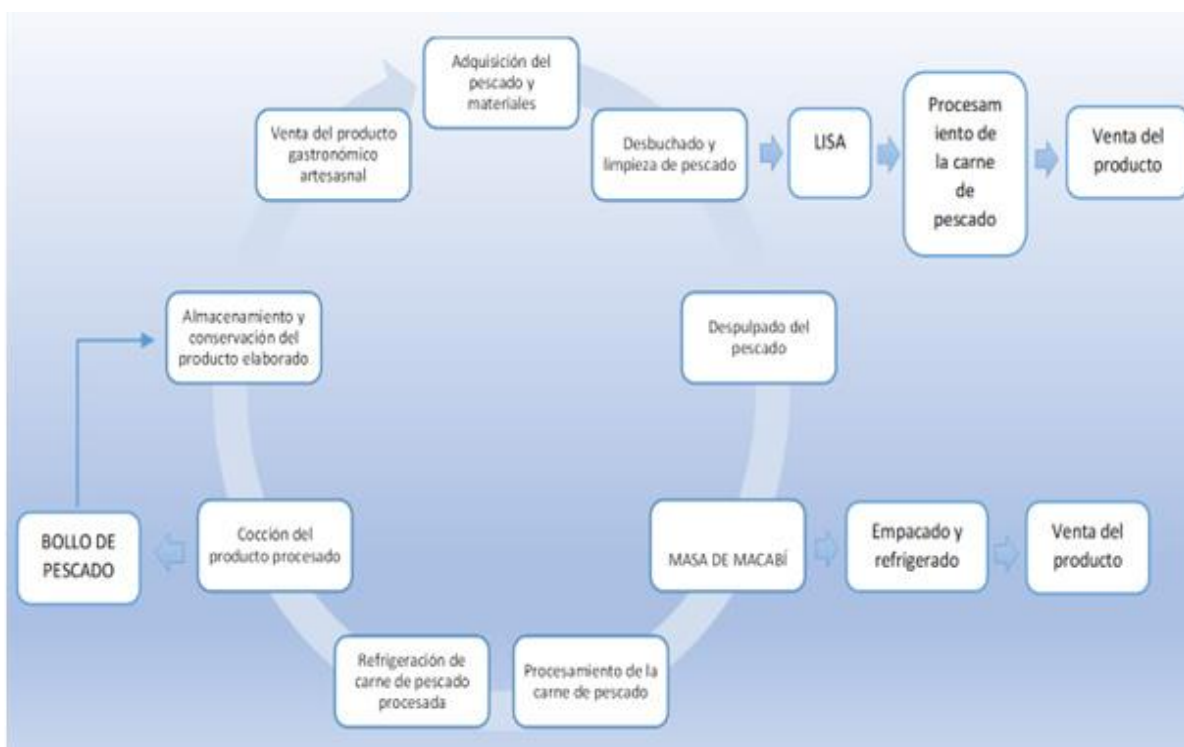 Adquisición del
pescado y
materiales
Desbuchado y
limpieza de pescado
LISA
Procesam
iento de
la carne
de
pescado
Venta del
producto
Despulpado del
pescado
MASA DE MACABÍ
Empacado y
refrigerado
Venta del
producto
Procesamiento de la
carne de pescado
Refrigeración de
carne de pescado
procesada
Cocción del
producto procesado
BOLLO DE
PESCADO
Almacenamiento y
conservación del
producto elaborado
Venta del producto
gastronómico
artesasnal